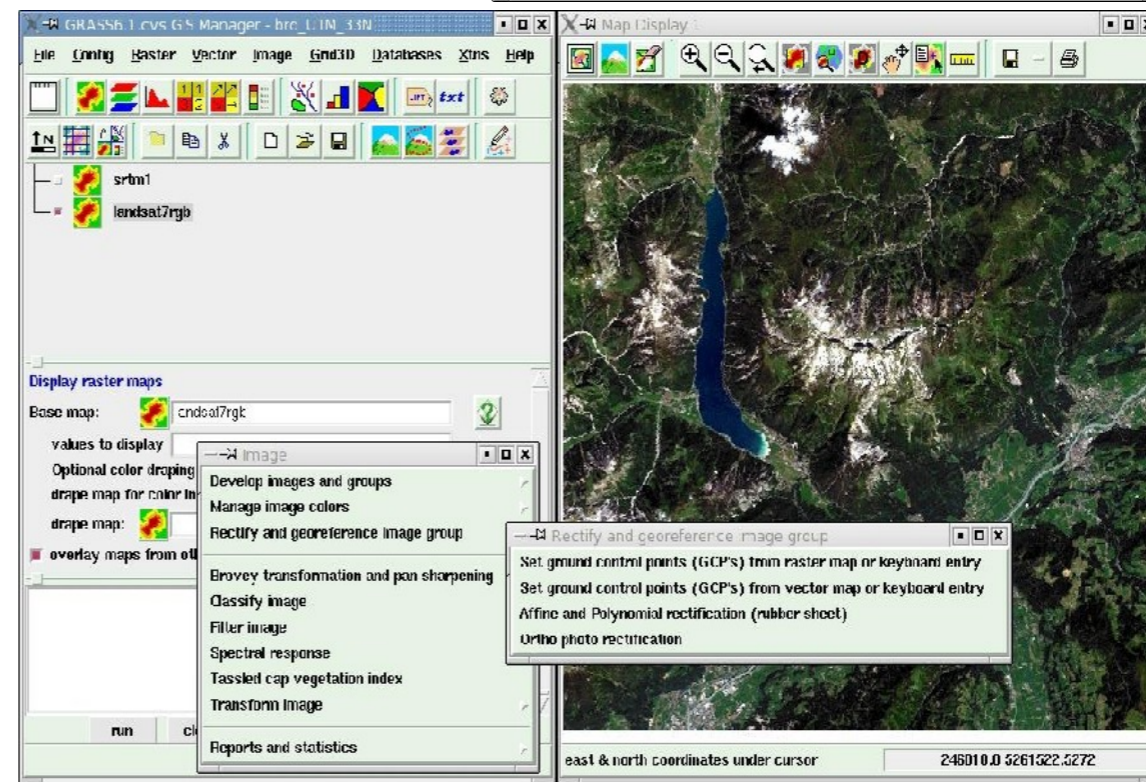 GRASS6.1.cvs GIS Manager - brc_UTM_33N
File Config Raster Vector Image Grid3D Databases Xtns Help
txt
srtm1
landsat7rgb
Display raster maps
Base map:
values to display
Optional color draping
drape map for color in
drape map:
overlay maps from ot
run
Image
Develop images and groups
Manage image colors
Rectify and georeference image group
Brovey transformation and pan sharpening
Classify image
Filter image
Spectral response
Tassled cap vegetation index
Transform image
Reports and statistics
Map Display
Rectify and georeference image group
Set ground control points (GCP's) from raster map or keyboard entry
Set ground control points (GCP's) from vector map or keyboard entry
Affine and Polynomial rectification (rubber sheet)
Ortho photo rectification
east & north coordinates under cursor